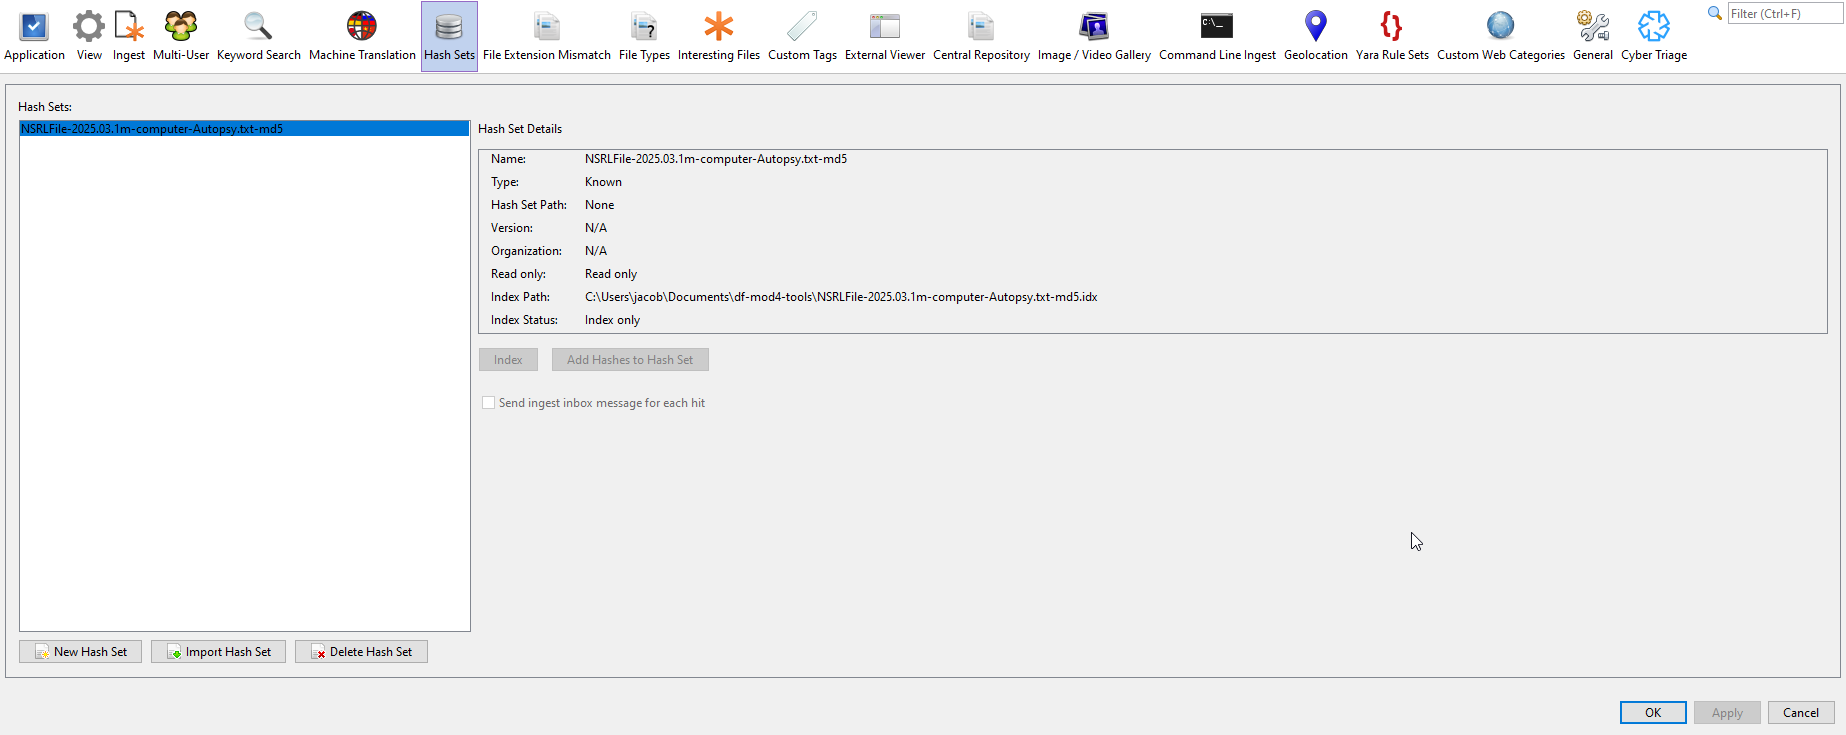 Application View Ingest Multi-User Keyword Search Machine Translation Hash Sets File Extension Mismatch File Types Interesting Files Custom Tags External Viewer Central Repository Image / Video Gallery Command Line Ingest Geolocation Yara Rule Sets Custom Web Categories General Cyber Triage
Filter (Ctrl+F)
C:\_
Hash Sets:
NSRLFile-2025.03.1m-computer-Autopsy.txt-md5
Hash Set Details
Name: NSRLFile-2025.03.1m-computer-Autopsy.txt-md5
Type: Known
Hash Set Path: None
Version: N/A
Organization: N/A
Read only: Read only
Index Path: C:\Users\jacob\Documents\df-mod4-tools\NSRLFile-2025.03.1m-computer-Autopsy.txt-md5.idx
Index Status: Index only
Index Add Hashes to Hash Set
Send ingest inbox message for each hit
New Hash Set Import Hash Set Delete Hash Set
OK Apply Cancel